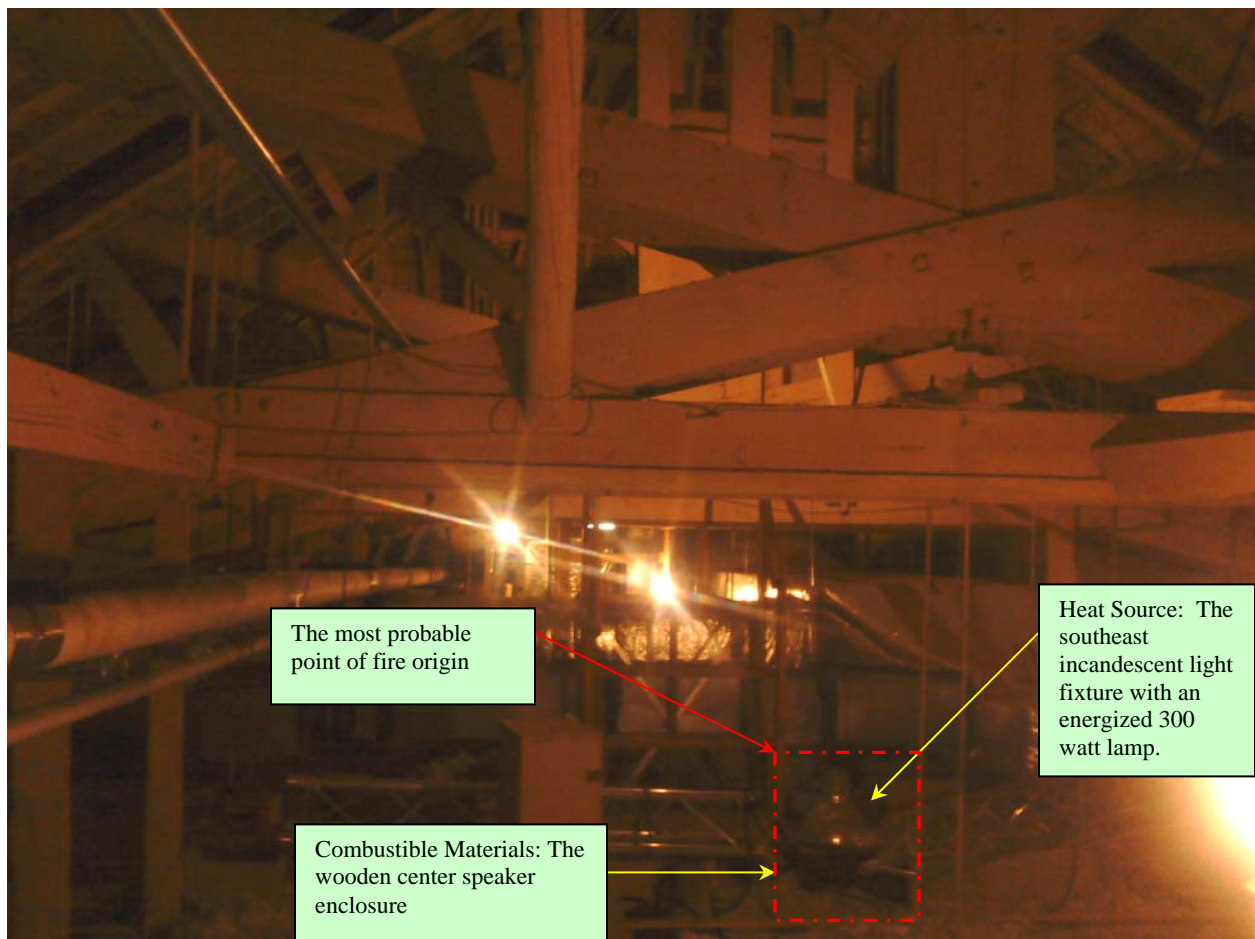 The most probable
point of fire origin
Heat Source: The
southeast
incandescent light
fixture with an
energized 300
watt lamp.
Combustible Materials: The
wooden center speaker
enclosure